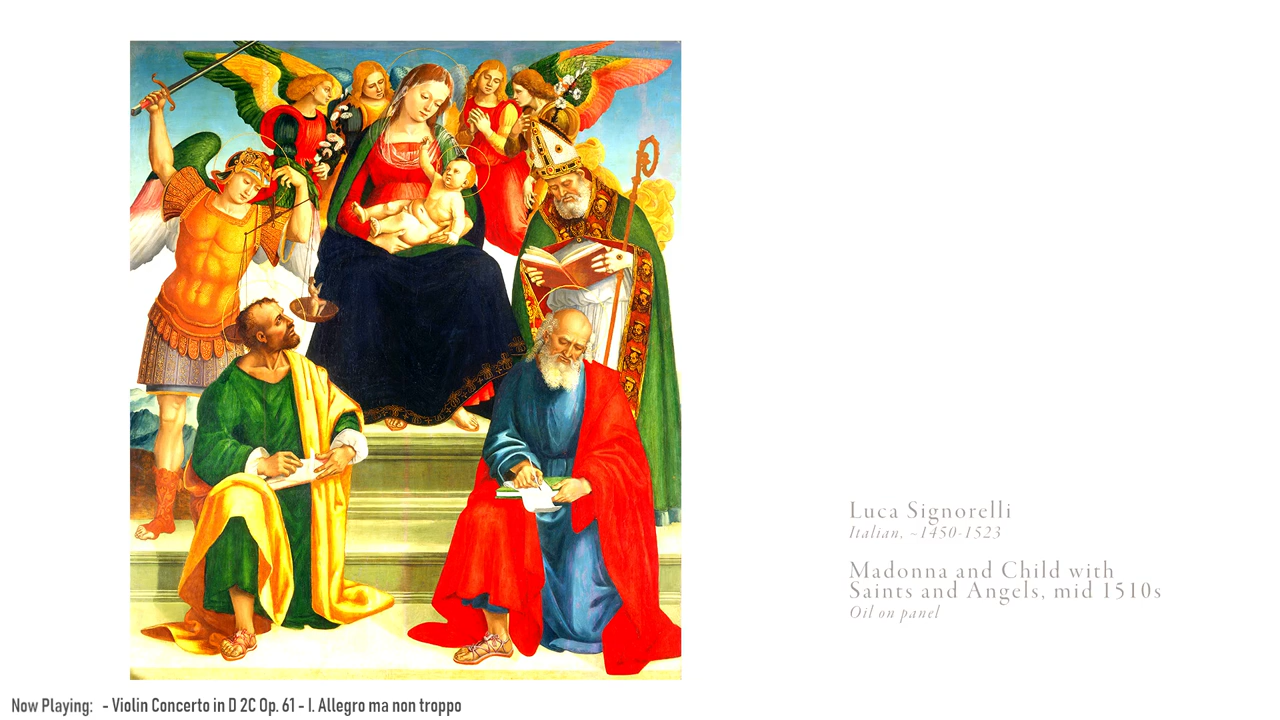 Luca Signorelli
Italian, ~1450-1523
Madonna and Child with
Saints and Angels, mid 1510s
Oil on panel
Now Playing: - Violin Concerto in D 2C Op. 61 - I. Allegro ma non troppo